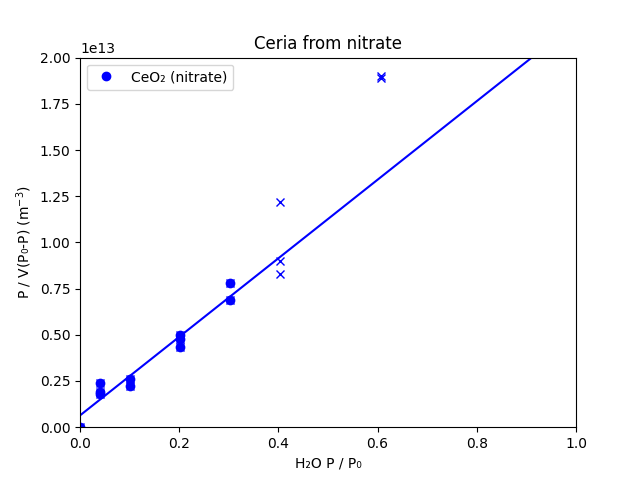 Ceria from nitrate
1e13
CeO₂ (nitrate)
2.00
1.75
1.50
1.25
1.00
0.75
0.50
0.25
0.00
P / V(P₀-P) (m⁻³)
0.0 0.2 0.4 0.6 0.8 1.0
H₂O P / P₀